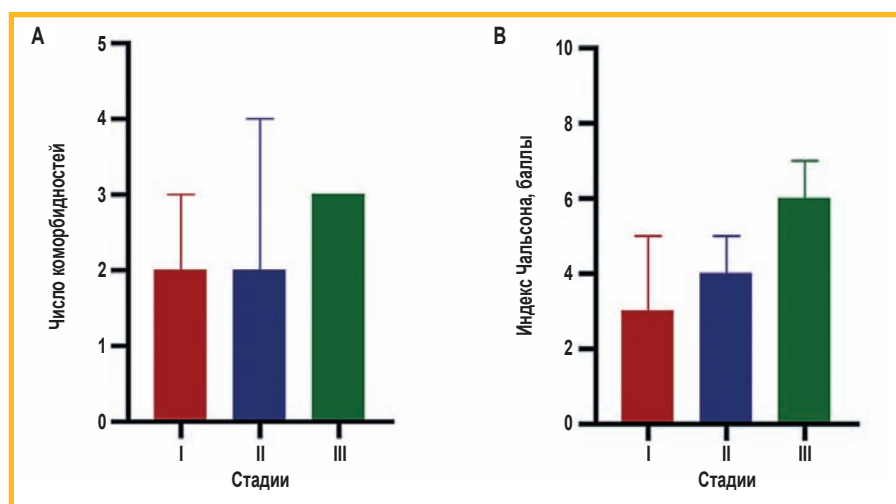 A
5
4
3
2
1
0
Число коморбидностей
I
II
III
Стадии
B
10
8
6
4
2
0
Индекс Чальсона, баллы
I
II
III
Стадии